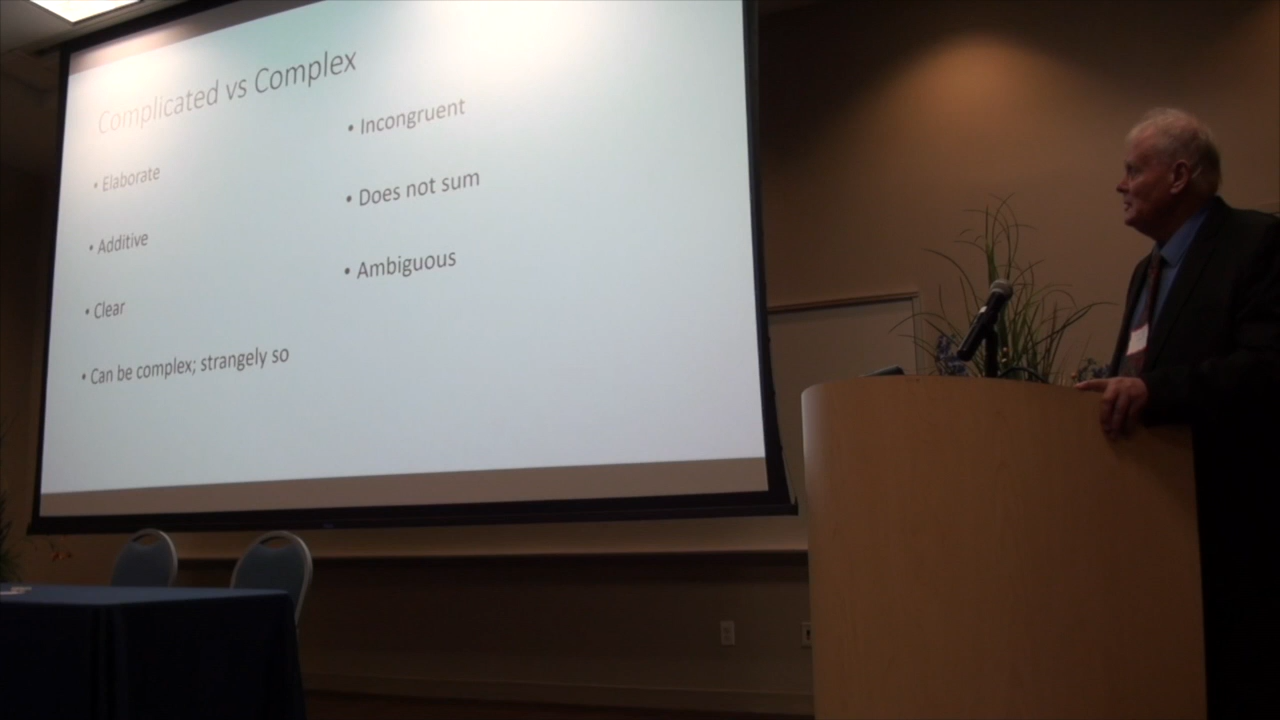 Complicated vs Complex
• Elaborate
• Additive
• Clear
• Can be complex; strangely so
• Incongruent
• Does not sum
• Ambiguous